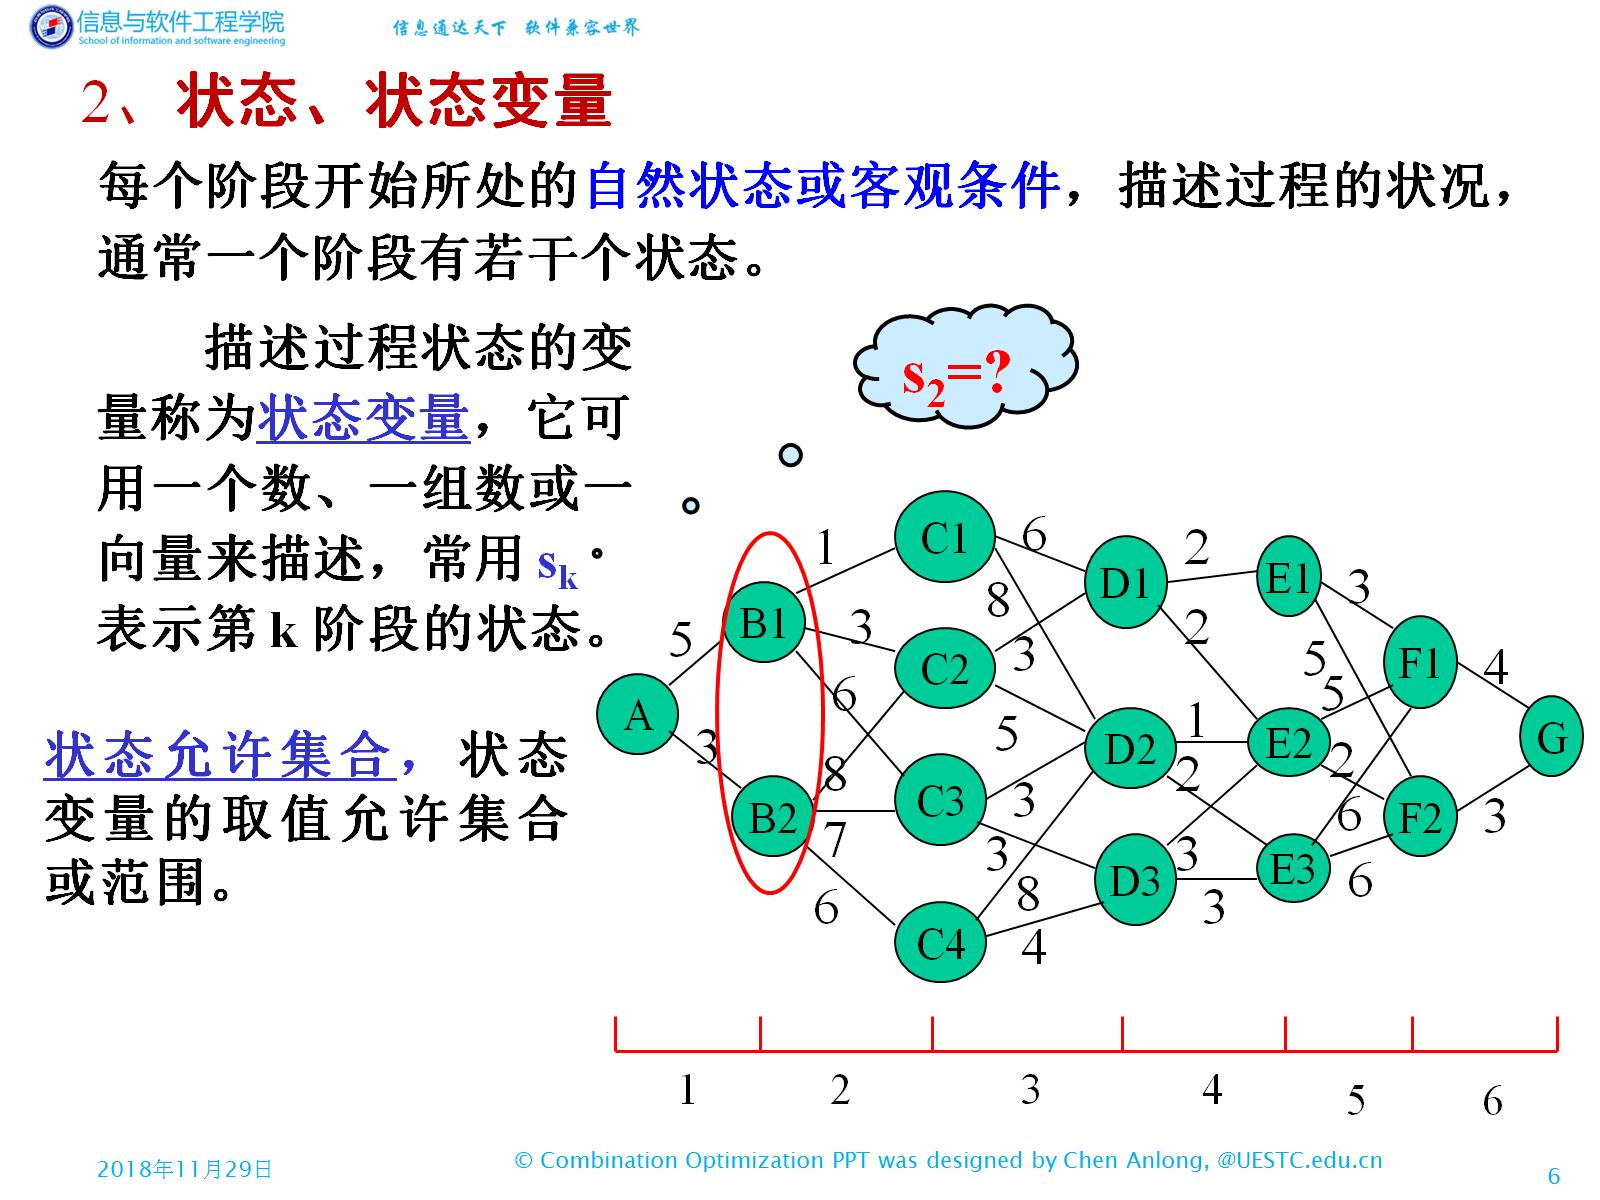 信息与软件工程学院
School of information and software engineering
信息通达天下 软件兼容世界
2、状态、状态变量
每个阶段开始所处的自然状态或客观条件，描述过程的状况，
通常一个阶段有若干个状态。
描述过程状态的变
量称为状态变量，它可
用一个数、一组数或一
向量来描述，常用 sk
表示第 k 阶段的状态。
状态允许集合，状态
变量的取值允许集合
或范围。
s2=?
A
5
3
B1
B2
1
3
6
8
7
6
C1
C2
C3
C4
6
8
3
5
3
3
8
4
D1
D2
D3
2
2
1
2
3
3
E1
E2
E3
3
5
5
2
6
6
F1
F2
4
3
G
1 2 3 4 5 6
2018年11月29日
© Combination Optimization PPT was designed by Chen Anlong, @UESTC.edu.cn
6